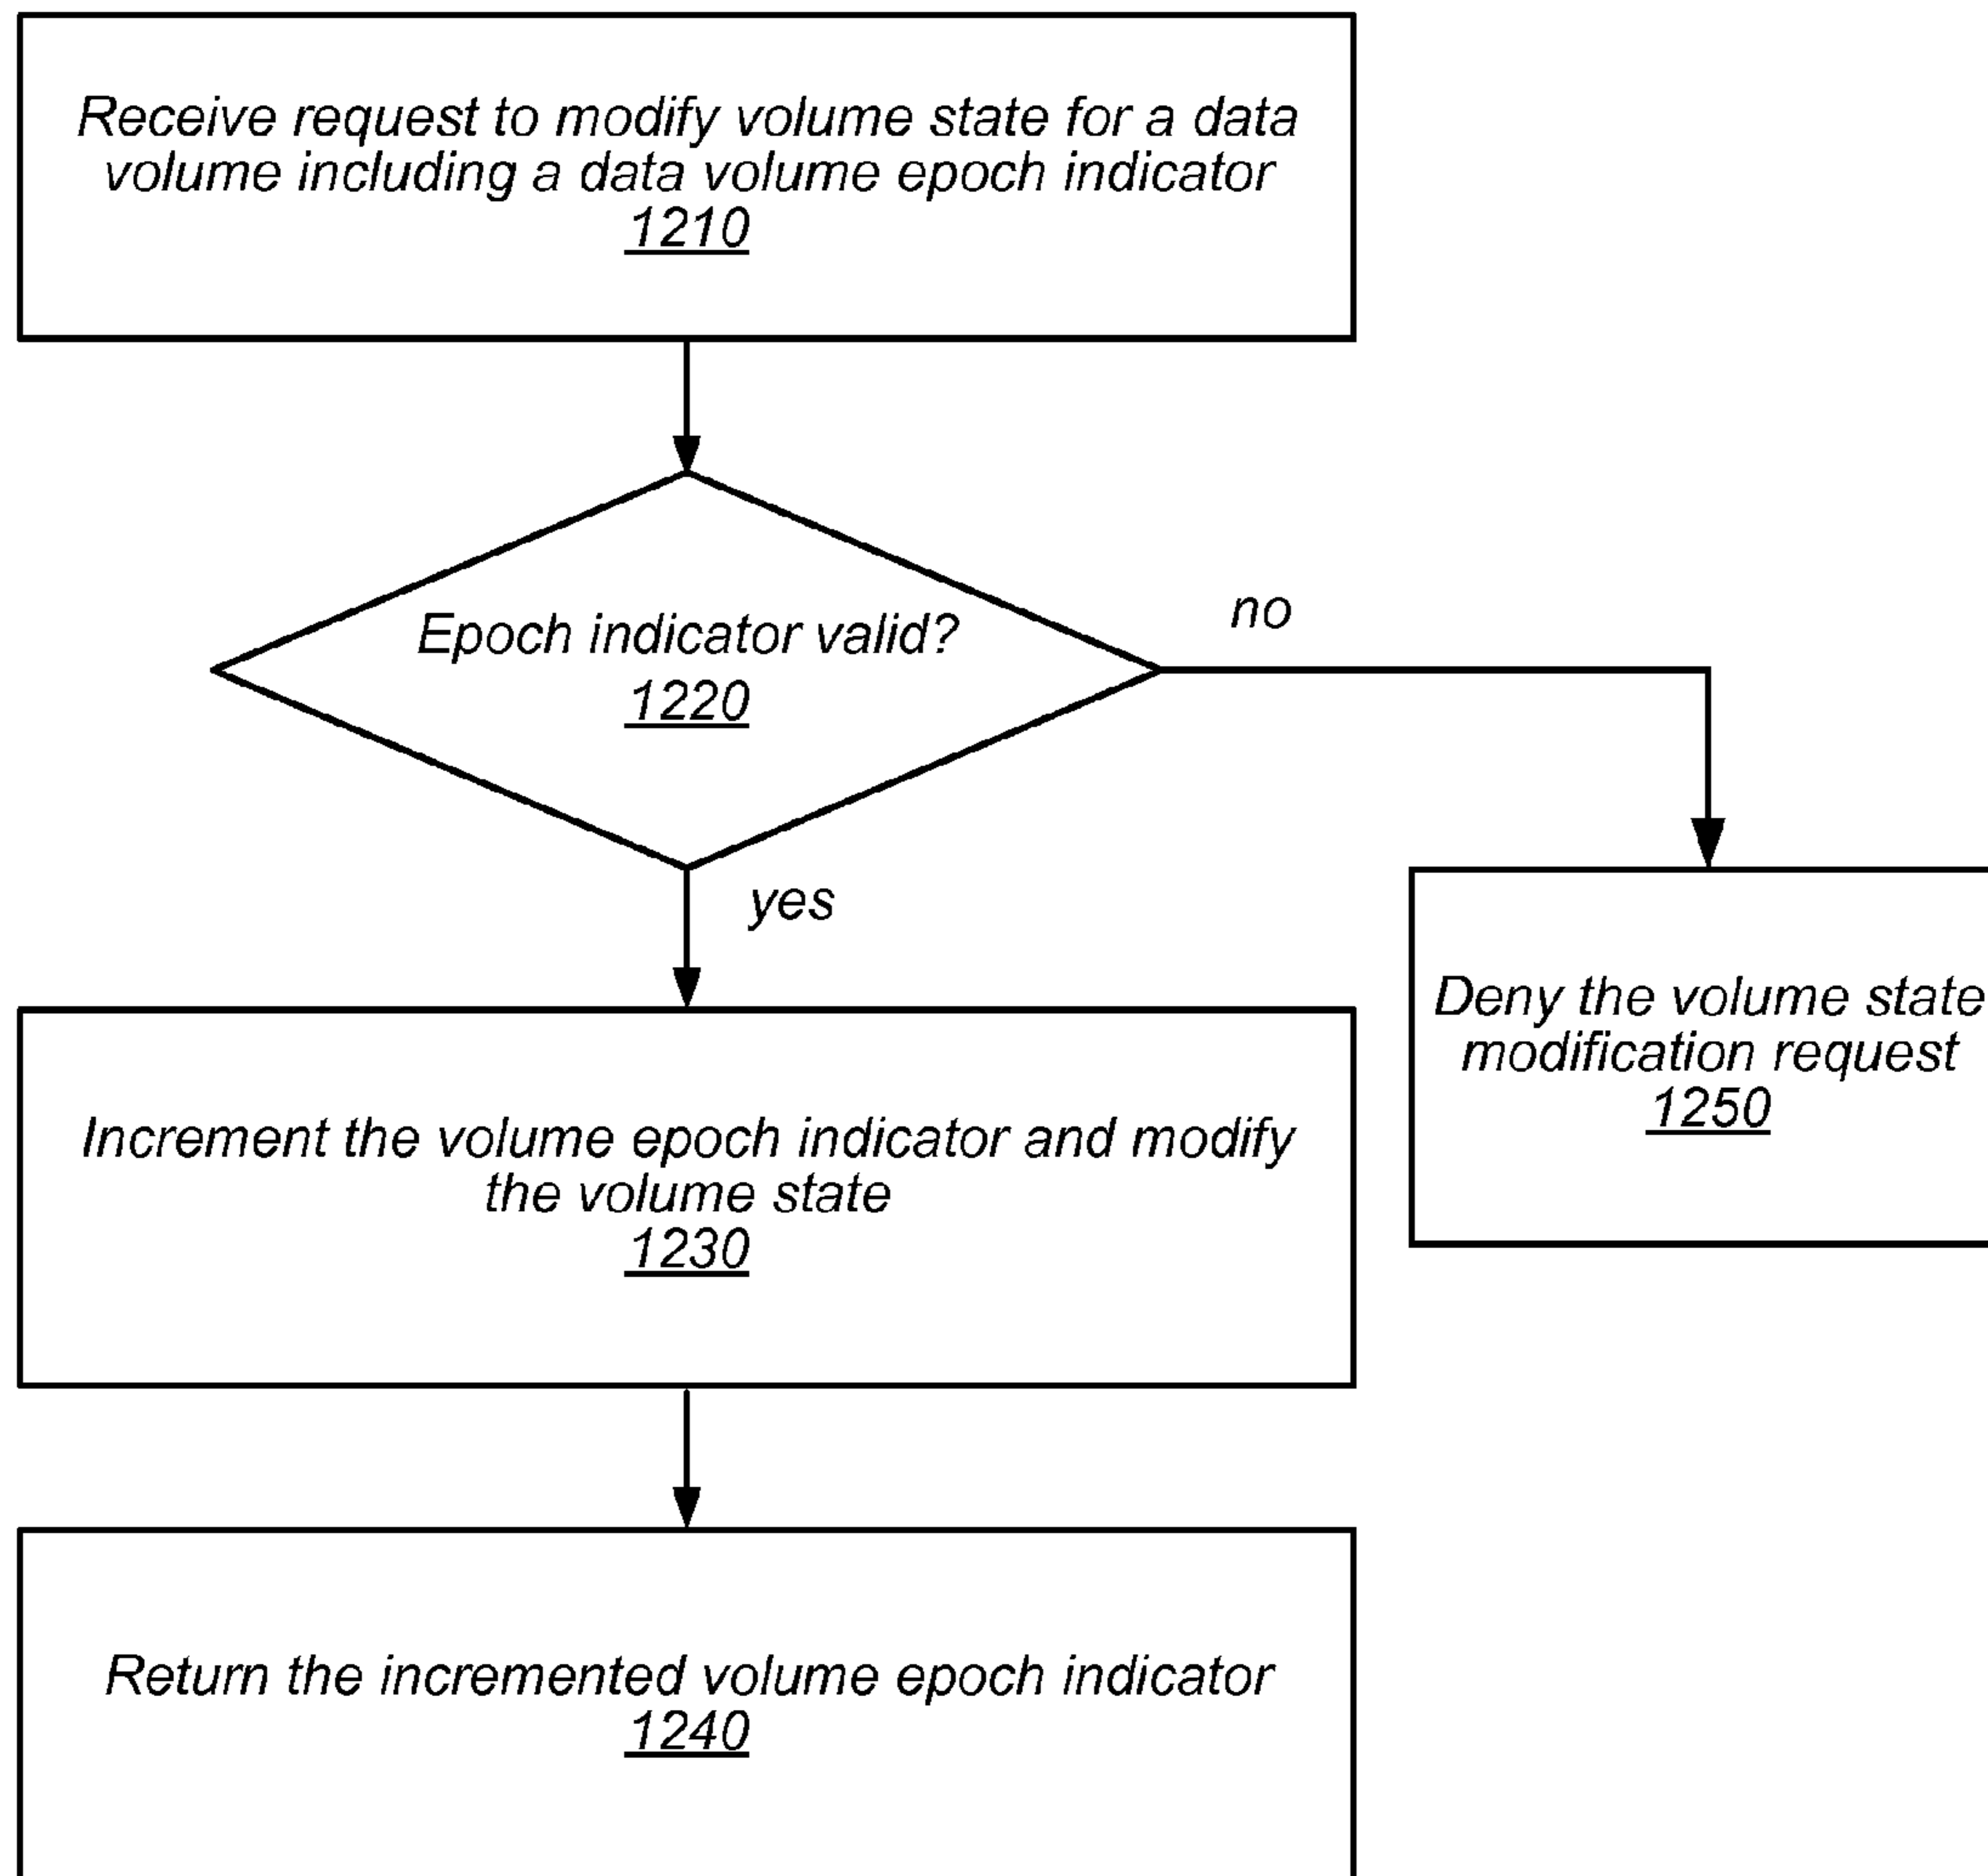 Receive request to modify volume state for a data
volume including a data volume epoch indicator
1210
Epoch indicator valid?
1220
no
yes
Deny the volume state
modification request
1250
Increment the volume epoch indicator and modify
the volume state
1230
Return the incremented volume epoch indicator
1240